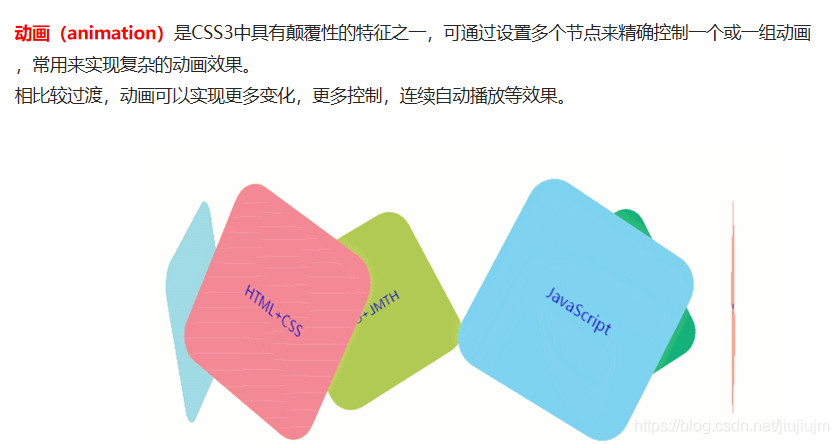 动画（animation）是CSS3中具有颠覆性的特征之一，可通过设置多个节点来精确控制一个或一组动画
，常用来实现复杂的动画效果。
相比较过渡，动画可以实现更多变化，更多控制，连续自动播放等效果。
HTML+CSS
JavaScript
https://blog.csdn.net/jiujiujm